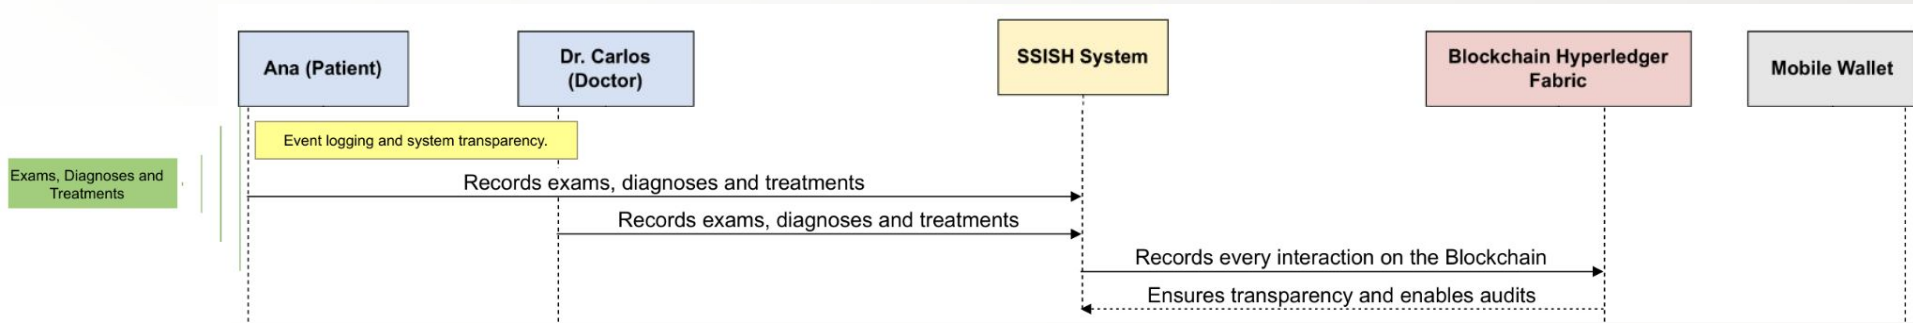 Ana (Patient)
Dr. Carlos
(Doctor)
SSISH System
Blockchain Hyperledger
Fabric
Mobile Wallet
Event logging and system transparency.
Exams, Diagnoses and
Treatments
Records exams, diagnoses and treatments
Records exams, diagnoses and treatments
Records every interaction on the Blockchain
Ensures transparency and enables audits